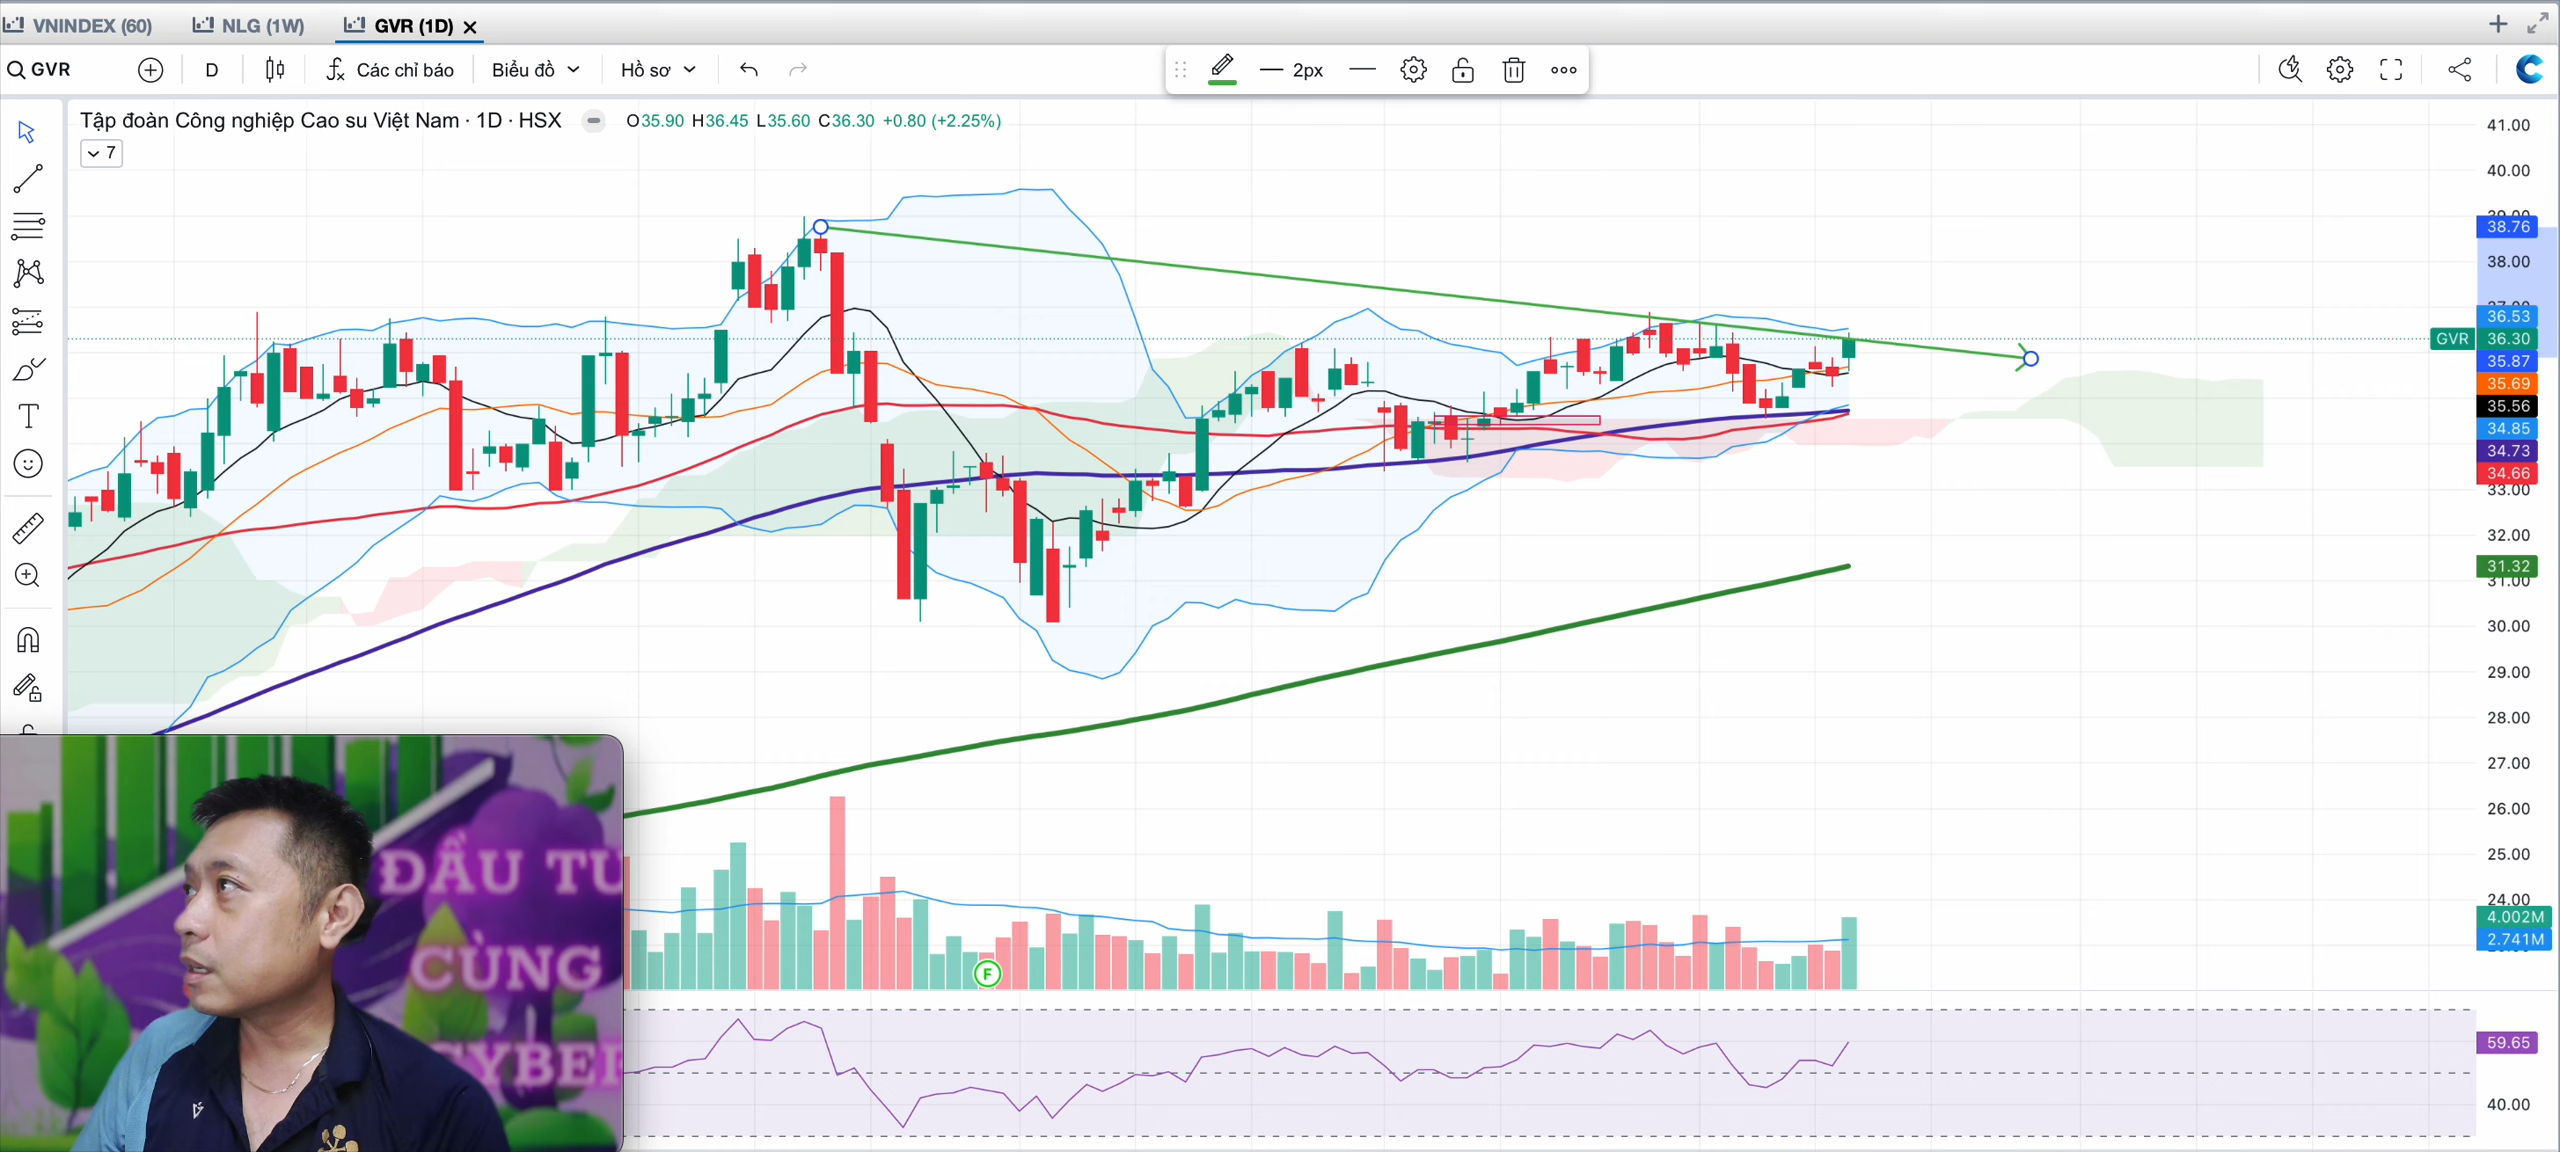 VNINDEX (60) NLG (1W) GVR (1D)
GVR D Các chỉ báo Biểu đồ Hồ sơ 2px
Tập đoàn Công nghiệp Cao su Việt Nam · 1D · HSX O35.90 H36.45 L35.60 C36.30 +0.80 (+2.25%)
7
41.00
40.00
38.76
38.00
36.53
GVR 36.30
35.87
35.69
35.56
34.85
34.73
34.66
33.00
32.00
31.32
31.00
30.00
29.00
28.00
27.00
26.00
25.00
24.00
4.002M
2.741M
F
59.65
40.00
ĐẦU TƯ
CÙNG
CYBER